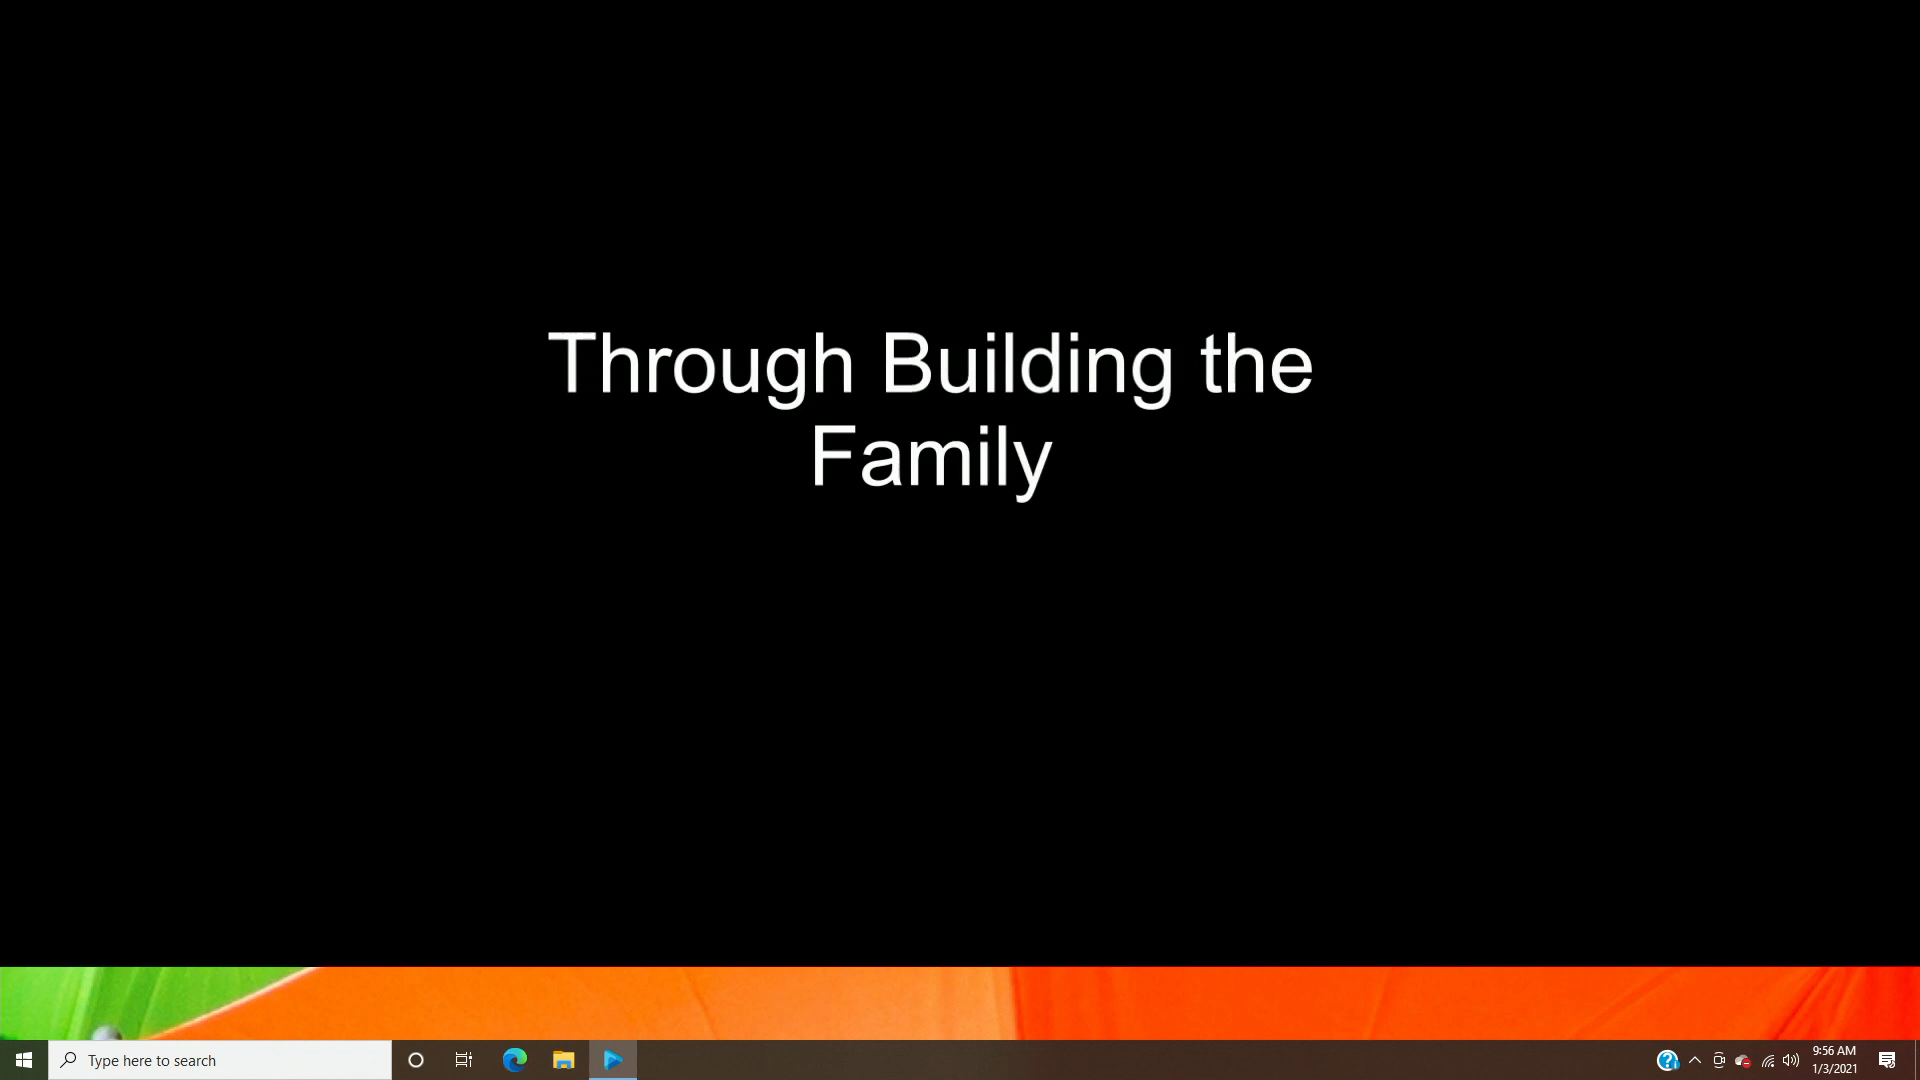 Through Building the
Family
Type here to search
9:56 AM
1/3/2021